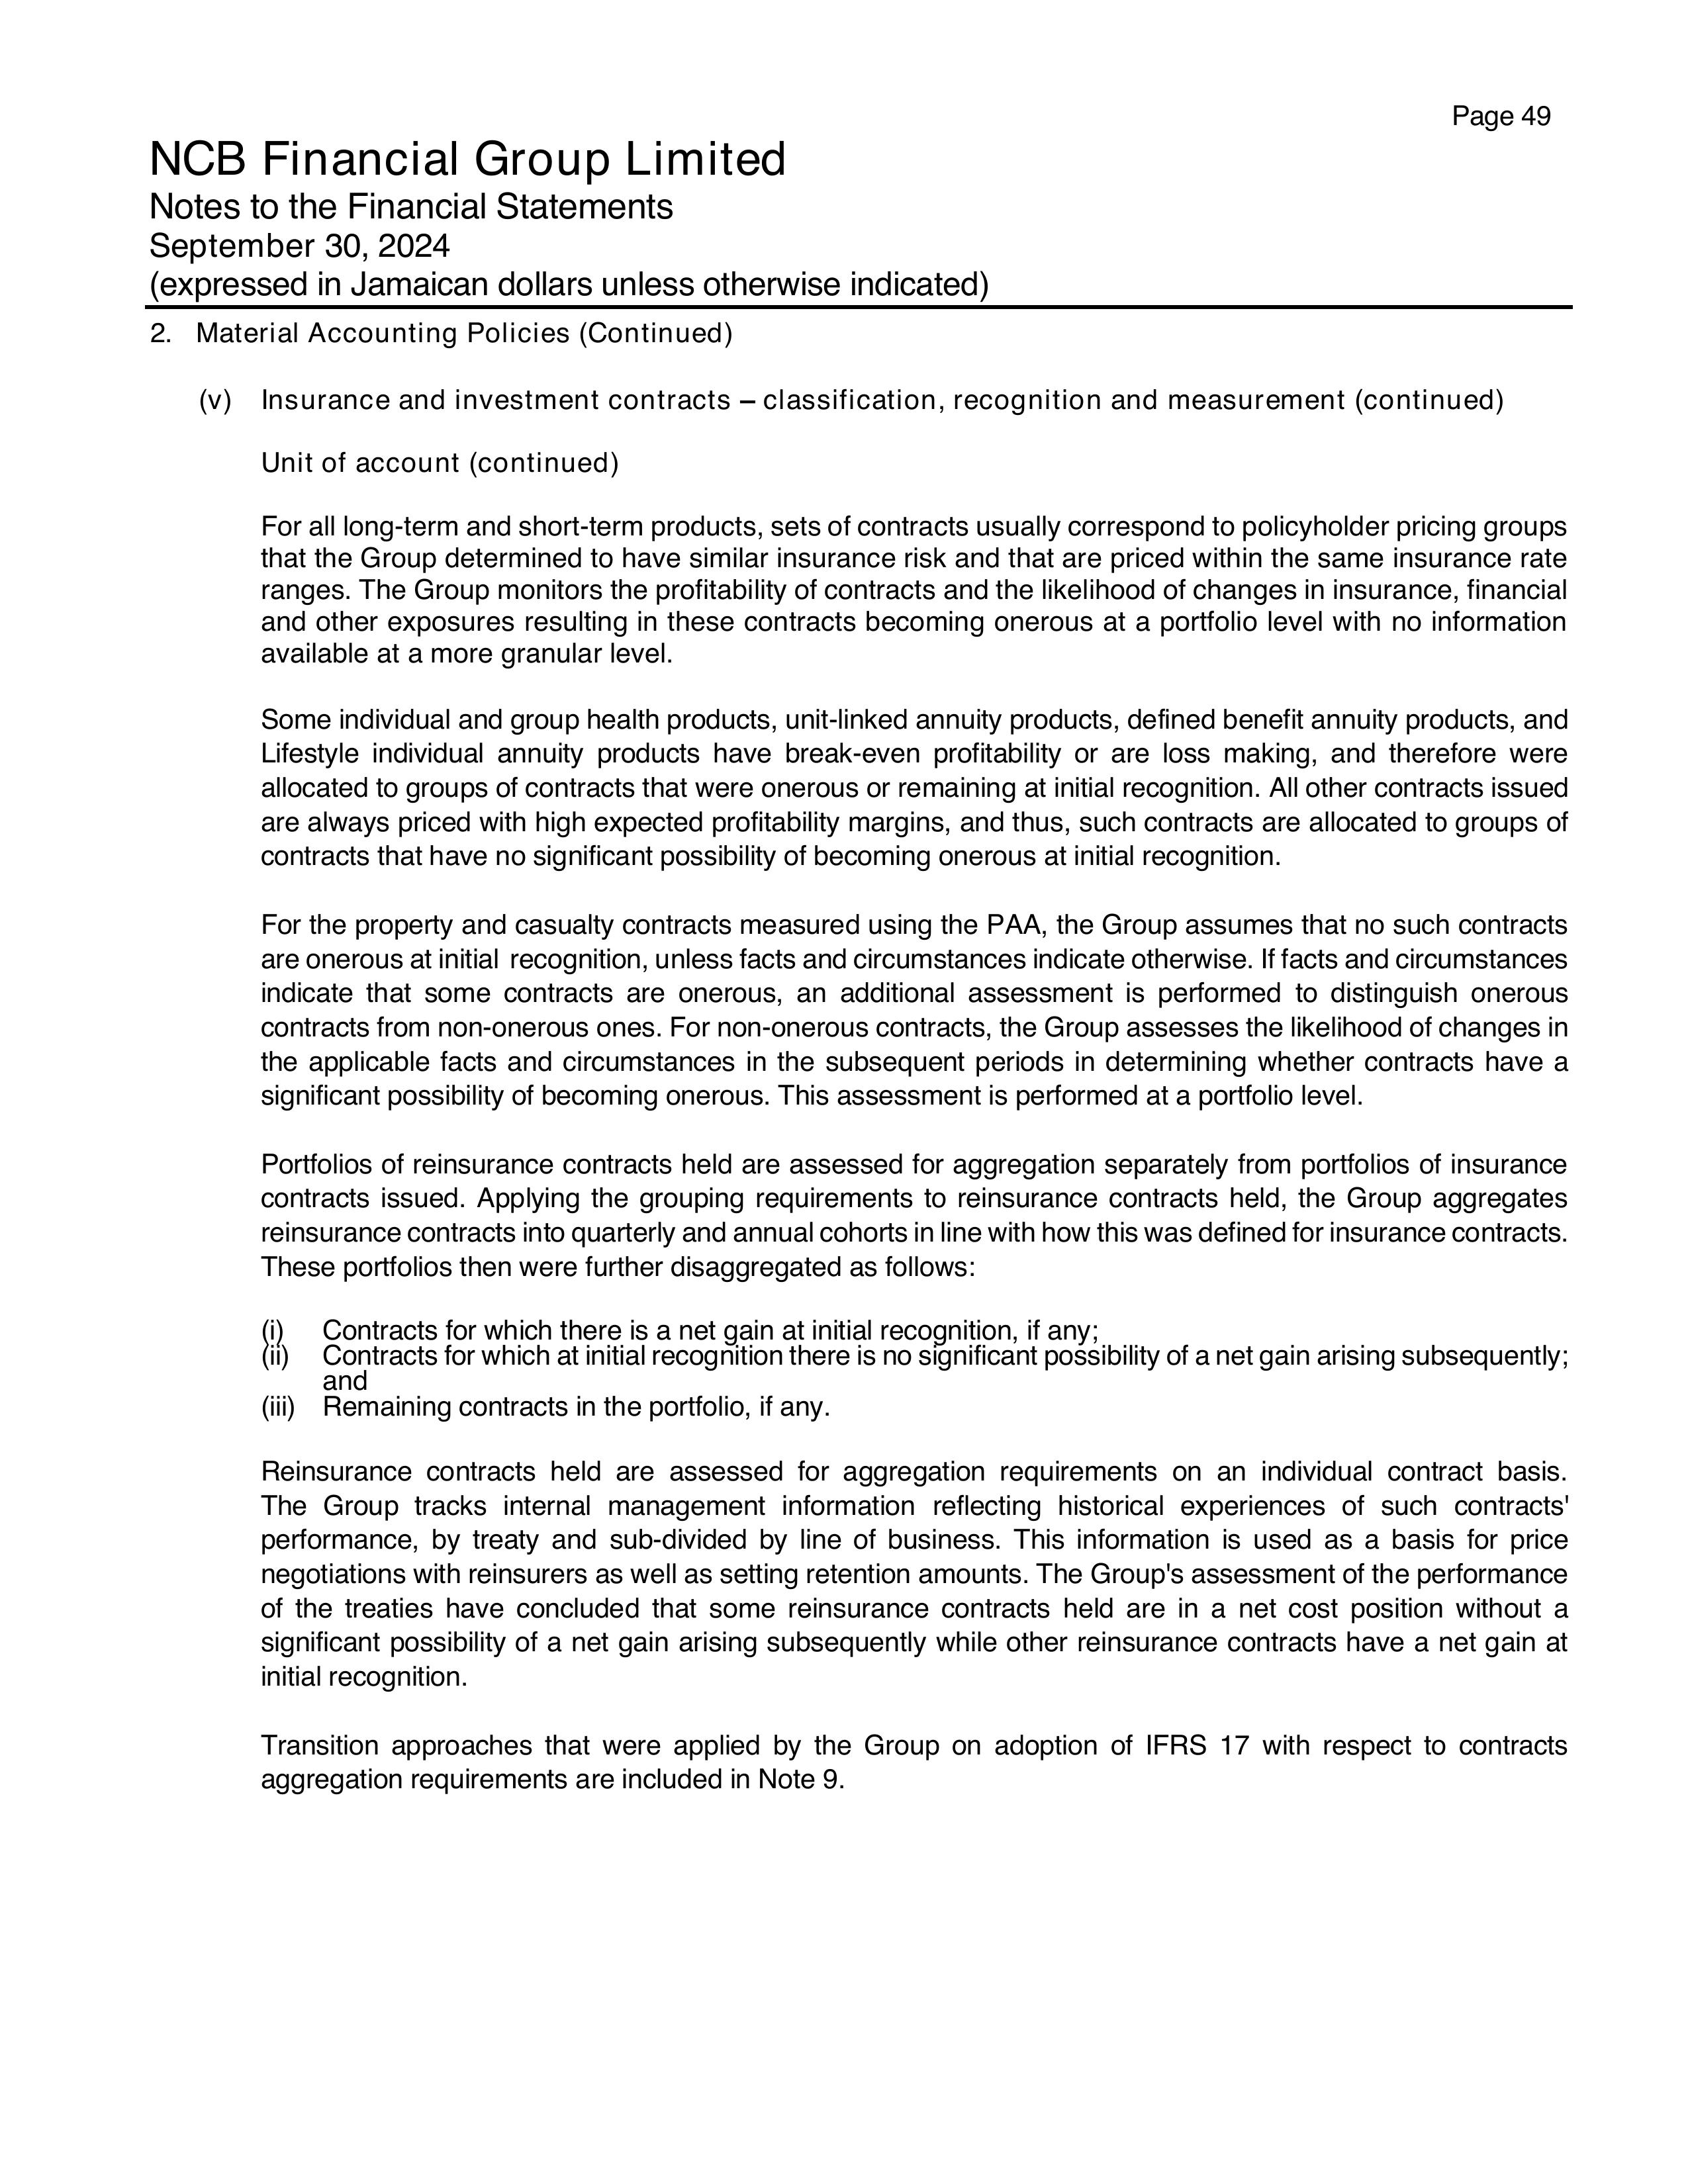 Page 49
NCB Financial Group Limited
Notes to the Financial Statements
September 30, 2024
(expressed in Jamaican dollars unless otherwise indicated)
2. Material Accounting Policies (Continued)
(v) Insurance and investment contracts – classification, recognition and measurement (continued)
Unit of account (continued)
For all long-term and short-term products, sets of contracts usually correspond to policyholder pricing groups
that the Group determined to have similar insurance risk and that are priced within the same insurance rate
ranges. The Group monitors the profitability of contracts and the likelihood of changes in insurance, financial
and other exposures resulting in these contracts becoming onerous at a portfolio level with no information
available at a more granular level.
Some individual and group health products, unit-linked annuity products, defined benefit annuity products, and
Lifestyle individual annuity products have break-even profitability or are loss making, and therefore were
allocated to groups of contracts that were onerous or remaining at initial recognition. All other contracts issued
are always priced with high expected profitability margins, and thus, such contracts are allocated to groups of
contracts that have no significant possibility of becoming onerous at initial recognition.
For the property and casualty contracts measured using the PAA, the Group assumes that no such contracts
are onerous at initial recognition, unless facts and circumstances indicate otherwise. If facts and circumstances
indicate that some contracts are onerous, an additional assessment is performed to distinguish onerous
contracts from non-onerous ones. For non-onerous contracts, the Group assesses the likelihood of changes in
the applicable facts and circumstances in the subsequent periods in determining whether contracts have a
significant possibility of becoming onerous. This assessment is performed at a portfolio level.
Portfolios of reinsurance contracts held are assessed for aggregation separately from portfolios of insurance
contracts issued. Applying the grouping requirements to reinsurance contracts held, the Group aggregates
reinsurance contracts into quarterly and annual cohorts in line with how this was defined for insurance contracts.
These portfolios then were further disaggregated as follows:
(i) Contracts for which there is a net gain at initial recognition, if any;
(ii) Contracts for which at initial recognition there is no significant possibility of a net gain arising subsequently;
and
(iii) Remaining contracts in the portfolio, if any.
Reinsurance contracts held are assessed for aggregation requirements on an individual contract basis.
The Group tracks internal management information reflecting historical experiences of such contracts'
performance, by treaty and sub-divided by line of business. This information is used as a basis for price
negotiations with reinsurers as well as setting retention amounts. The Group's assessment of the performance
of the treaties have concluded that some reinsurance contracts held are in a net cost position without a
significant possibility of a net gain arising subsequently while other reinsurance contracts have a net gain at
initial recognition.
Transition approaches that were applied by the Group on adoption of IFRS 17 with respect to contracts
aggregation requirements are included in Note 9.